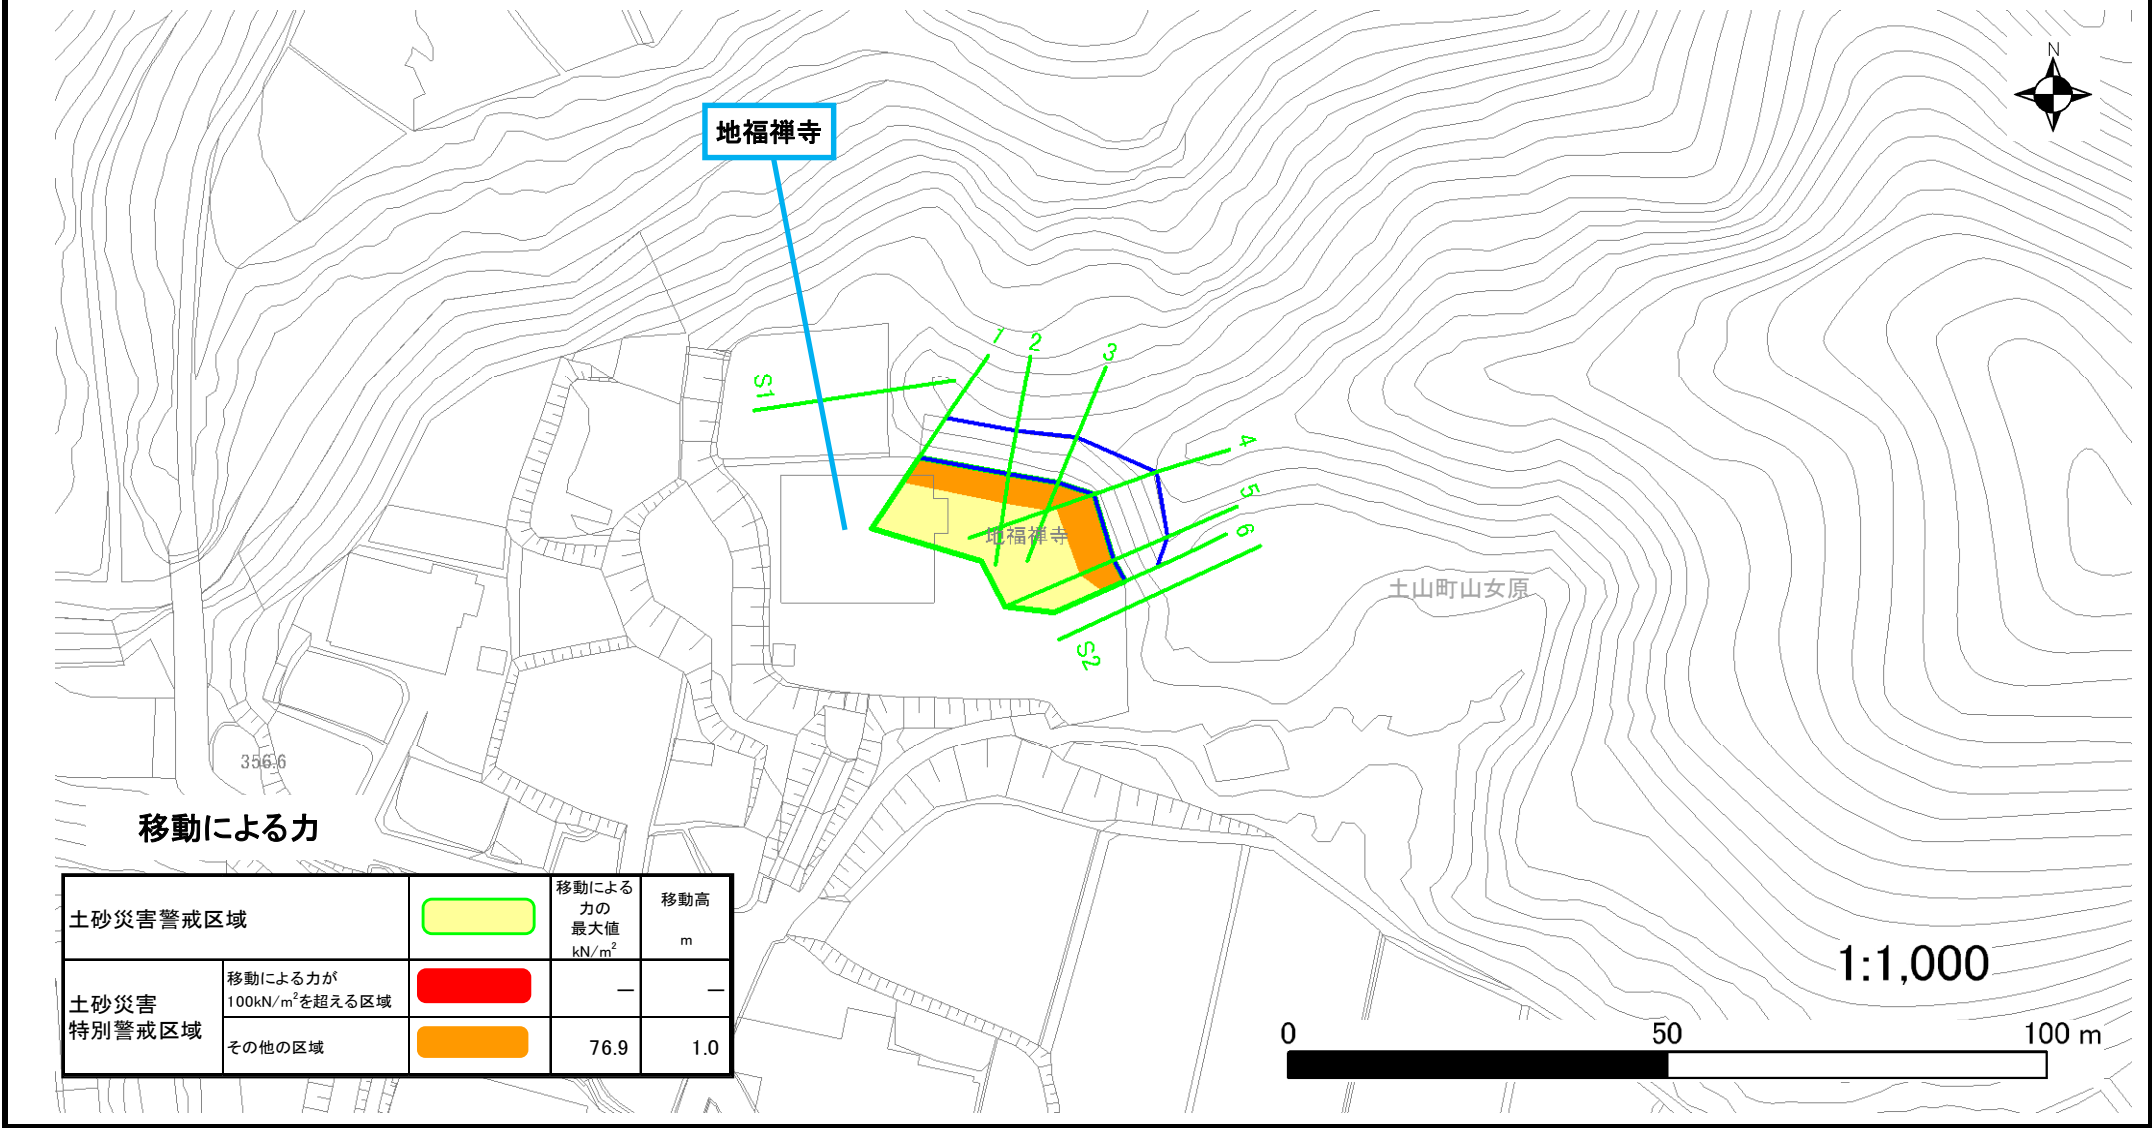 N
地福禅寺
1
2
3
S1
4
5
6
地福禅寺
土山町山女原
S2
356.6
移動による力
土砂災害警戒区域
移動による
力の
最大値
kN/m²
移動高
m
土砂災害
特別警戒区域
移動による力が
100kN/m²を超える区域
—
—
その他の区域
76.9
1.0
1:1,000
0
50
100 m